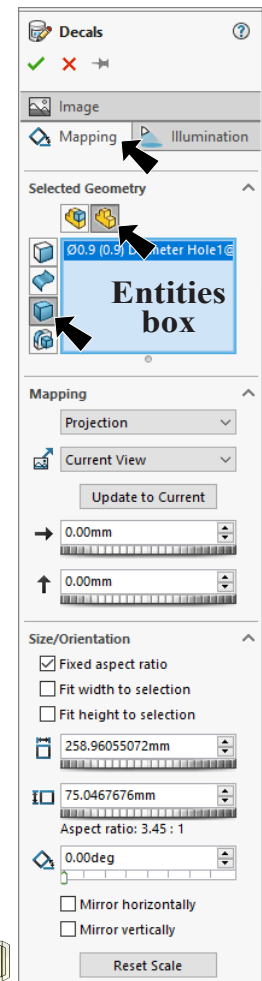 Decals
Image
Mapping Illumination
Selected Geometry
Ø0.9 (0.9) Diameter Hole1@
Entities
box
Mapping
Projection
Current View
Update to Current
0.00mm
0.00mm
Size/Orientation
Fixed aspect ratio
Fit width to selection
Fit height to selection
258.96055072mm
75.0467676mm
Aspect ratio: 3.45 : 1
0.00deg
Mirror horizontally
Mirror vertically
Reset Scale